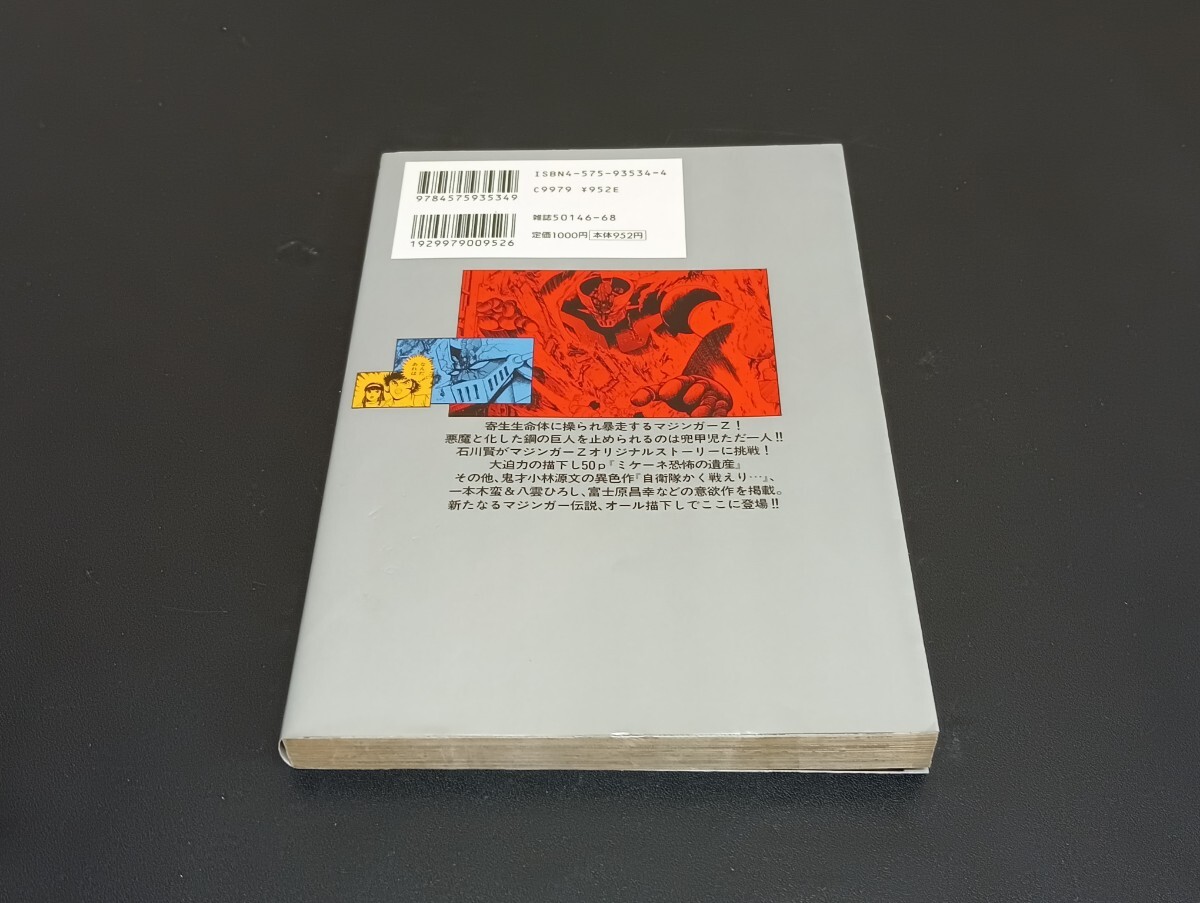 ISBN4-575-93534-4
C9979 ¥952E
9784575935349
雑誌50146-68
定価1000円 本体952円
1929979009526
なんだ
あれは
寄生生命体に操られ暴走するマジンガーZ!
悪魔と化した鋼の巨人を止められるのは兜甲児ただ一人!!
石川賢がマジンガーZオリジナルストーリーに挑戦!
大迫力の描下し50p『ミケーネ恐怖の遺産』
その他、鬼才小林源文の異色作『自衛隊かく戦えり…』、
一本木蛮&八雲ひろし、富士原昌幸などの意欲作を掲載。
新たなるマジンガー伝説、オール描下しでここに登場!!